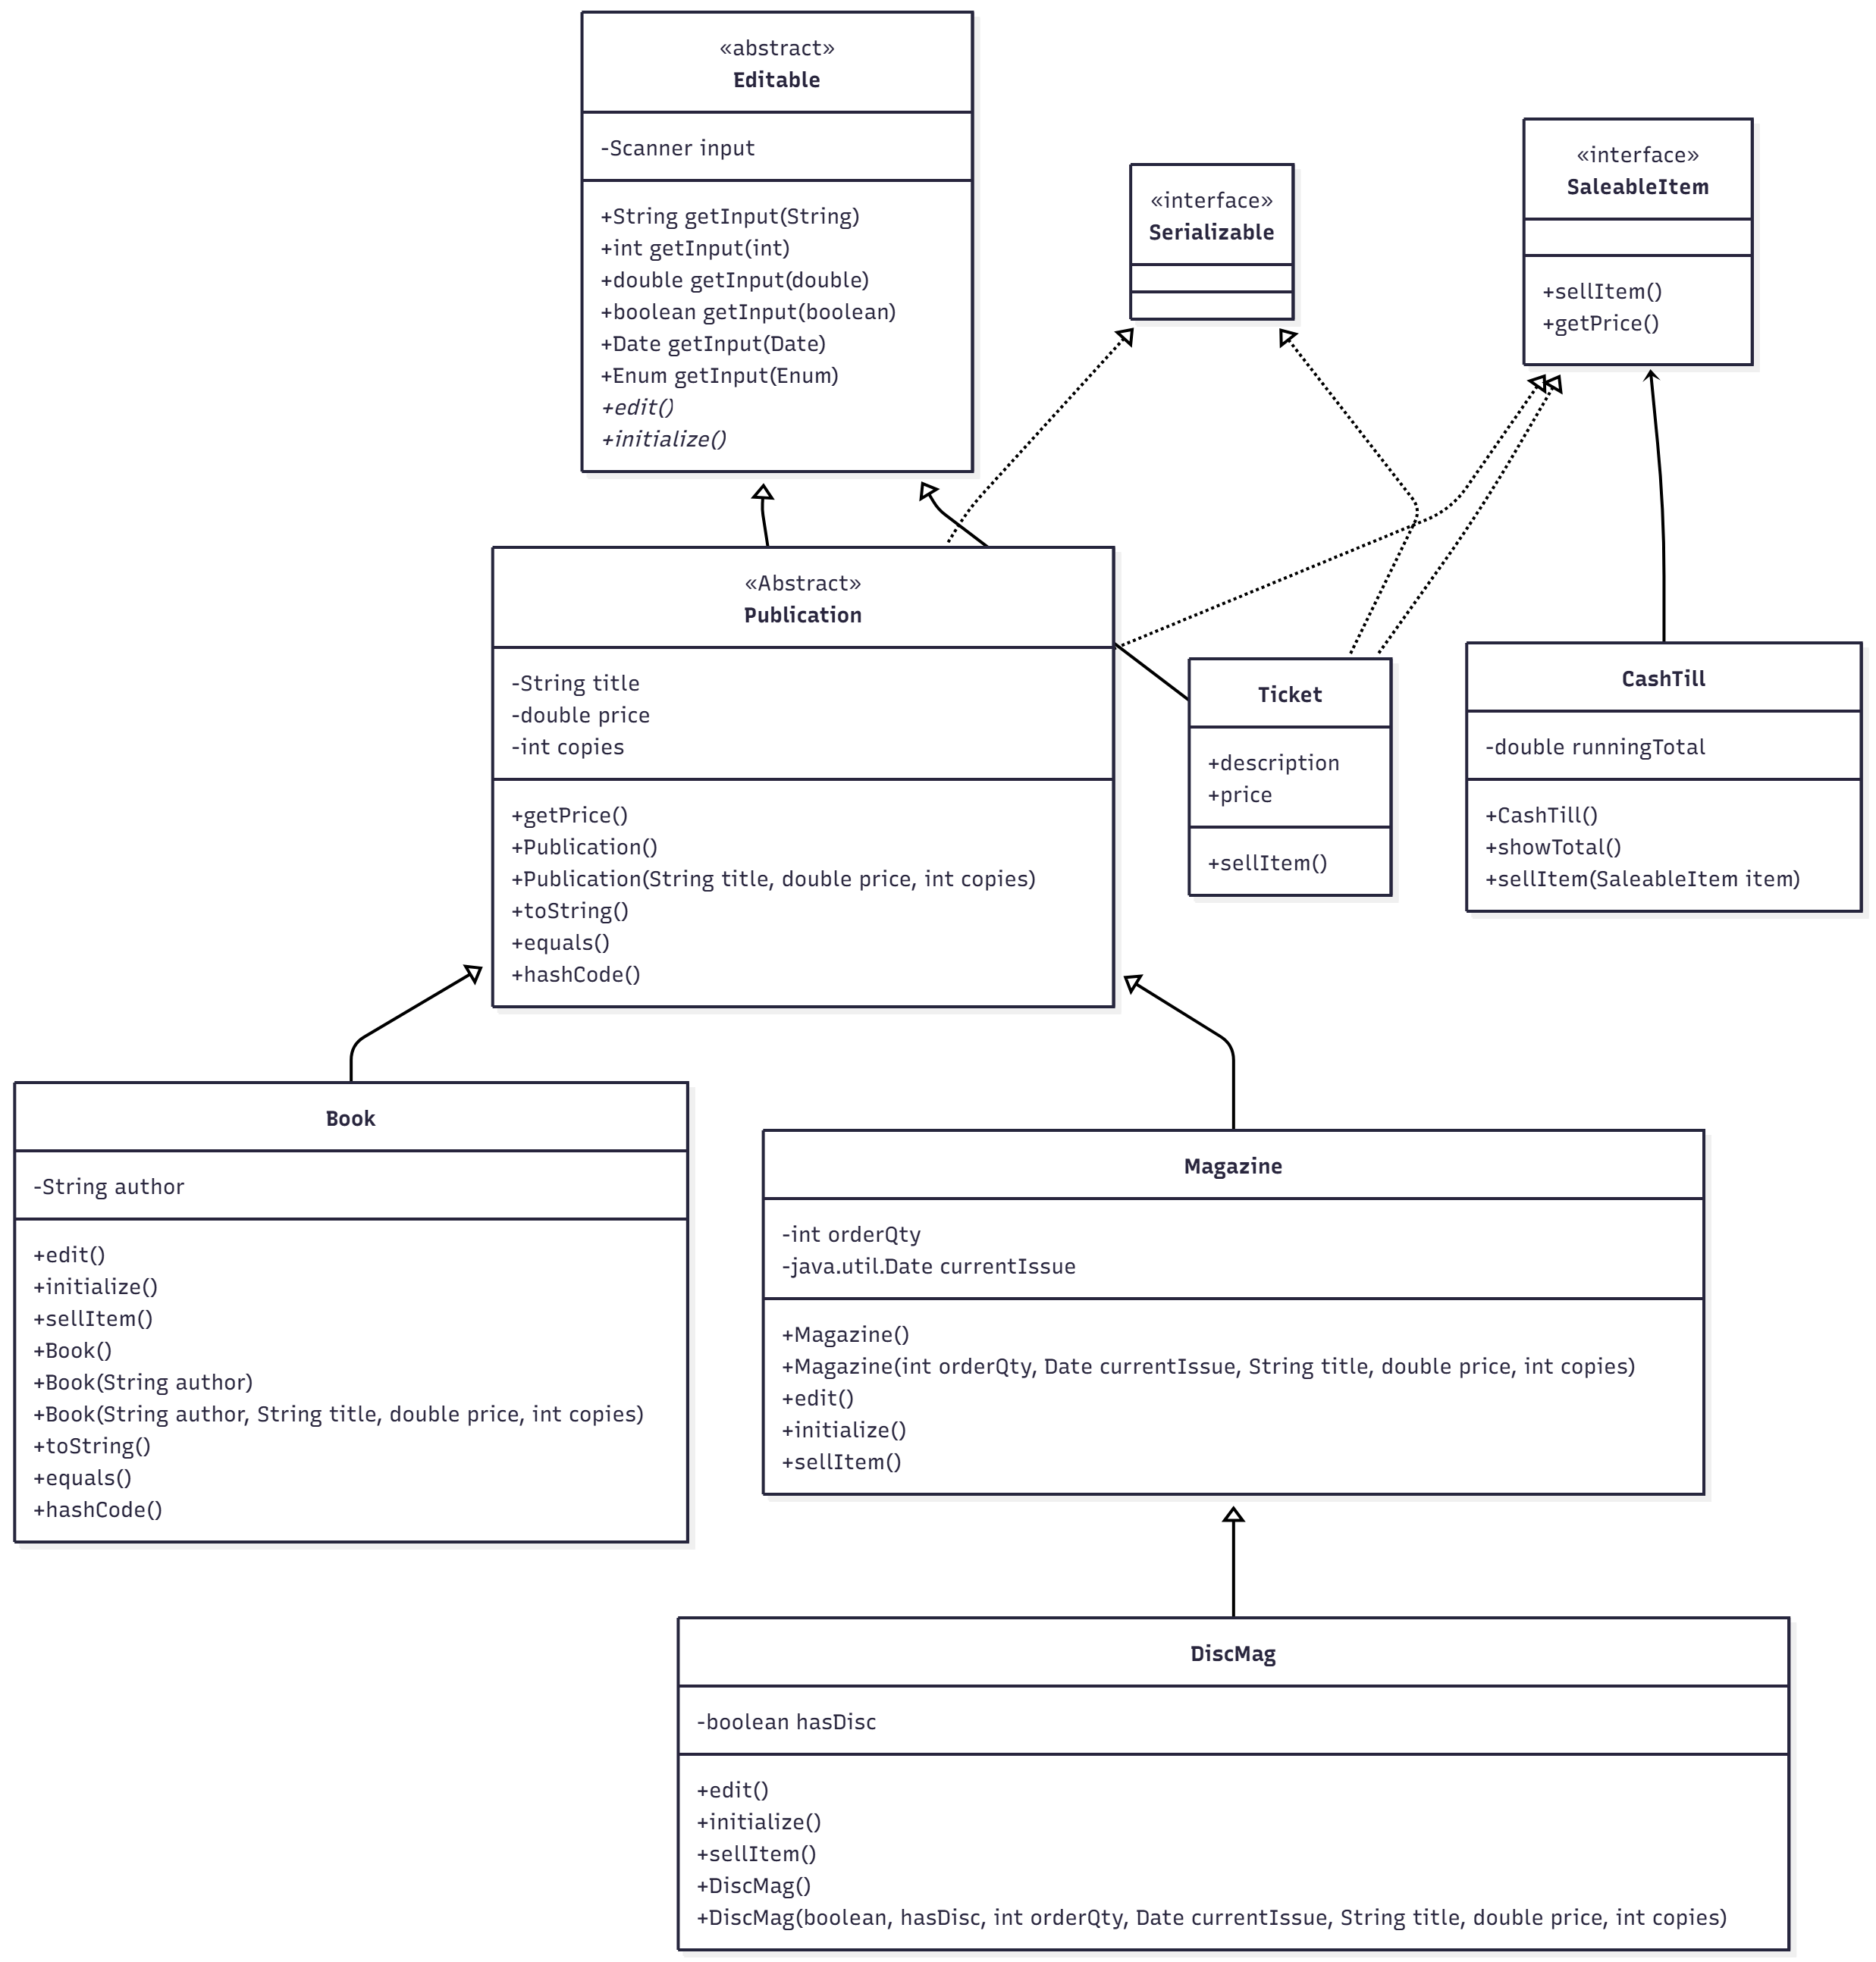 «abstract»
Editable
-Scanner input
+String getInput(String)
+int getInput(int)
+double getInput(double)
+boolean getInput(boolean)
+Date getInput(Date)
+Enum getInput(Enum)
+edit()
+initialize()
«interface»
Serializable
«interface»
SaleableItem
+sellItem()
+getPrice()
«Abstract»
Publication
-String title
-double price
-int copies
+getPrice()
+Publication()
+Publication(String title, double price, int copies)
+toString()
+equals()
+hashCode()
Ticket
+description
+price
+sellItem()
CashTill
-double runningTotal
+CashTill()
+showTotal()
+sellItem(SaleableItem item)
Book
-String author
+edit()
+initialize()
+sellItem()
+Book()
+Book(String author)
+Book(String author, String title, double price, int copies)
+toString()
+equals()
+hashCode()
Magazine
-int orderQty
-java.util.Date currentIssue
+Magazine()
+Magazine(int orderQty, Date currentIssue, String title, double price, int copies)
+edit()
+initialize()
+sellItem()
DiscMag
-boolean hasDisc
+edit()
+initialize()
+sellItem()
+DiscMag()
+DiscMag(boolean, hasDisc, int orderQty, Date currentIssue, String title, double price, int copies)